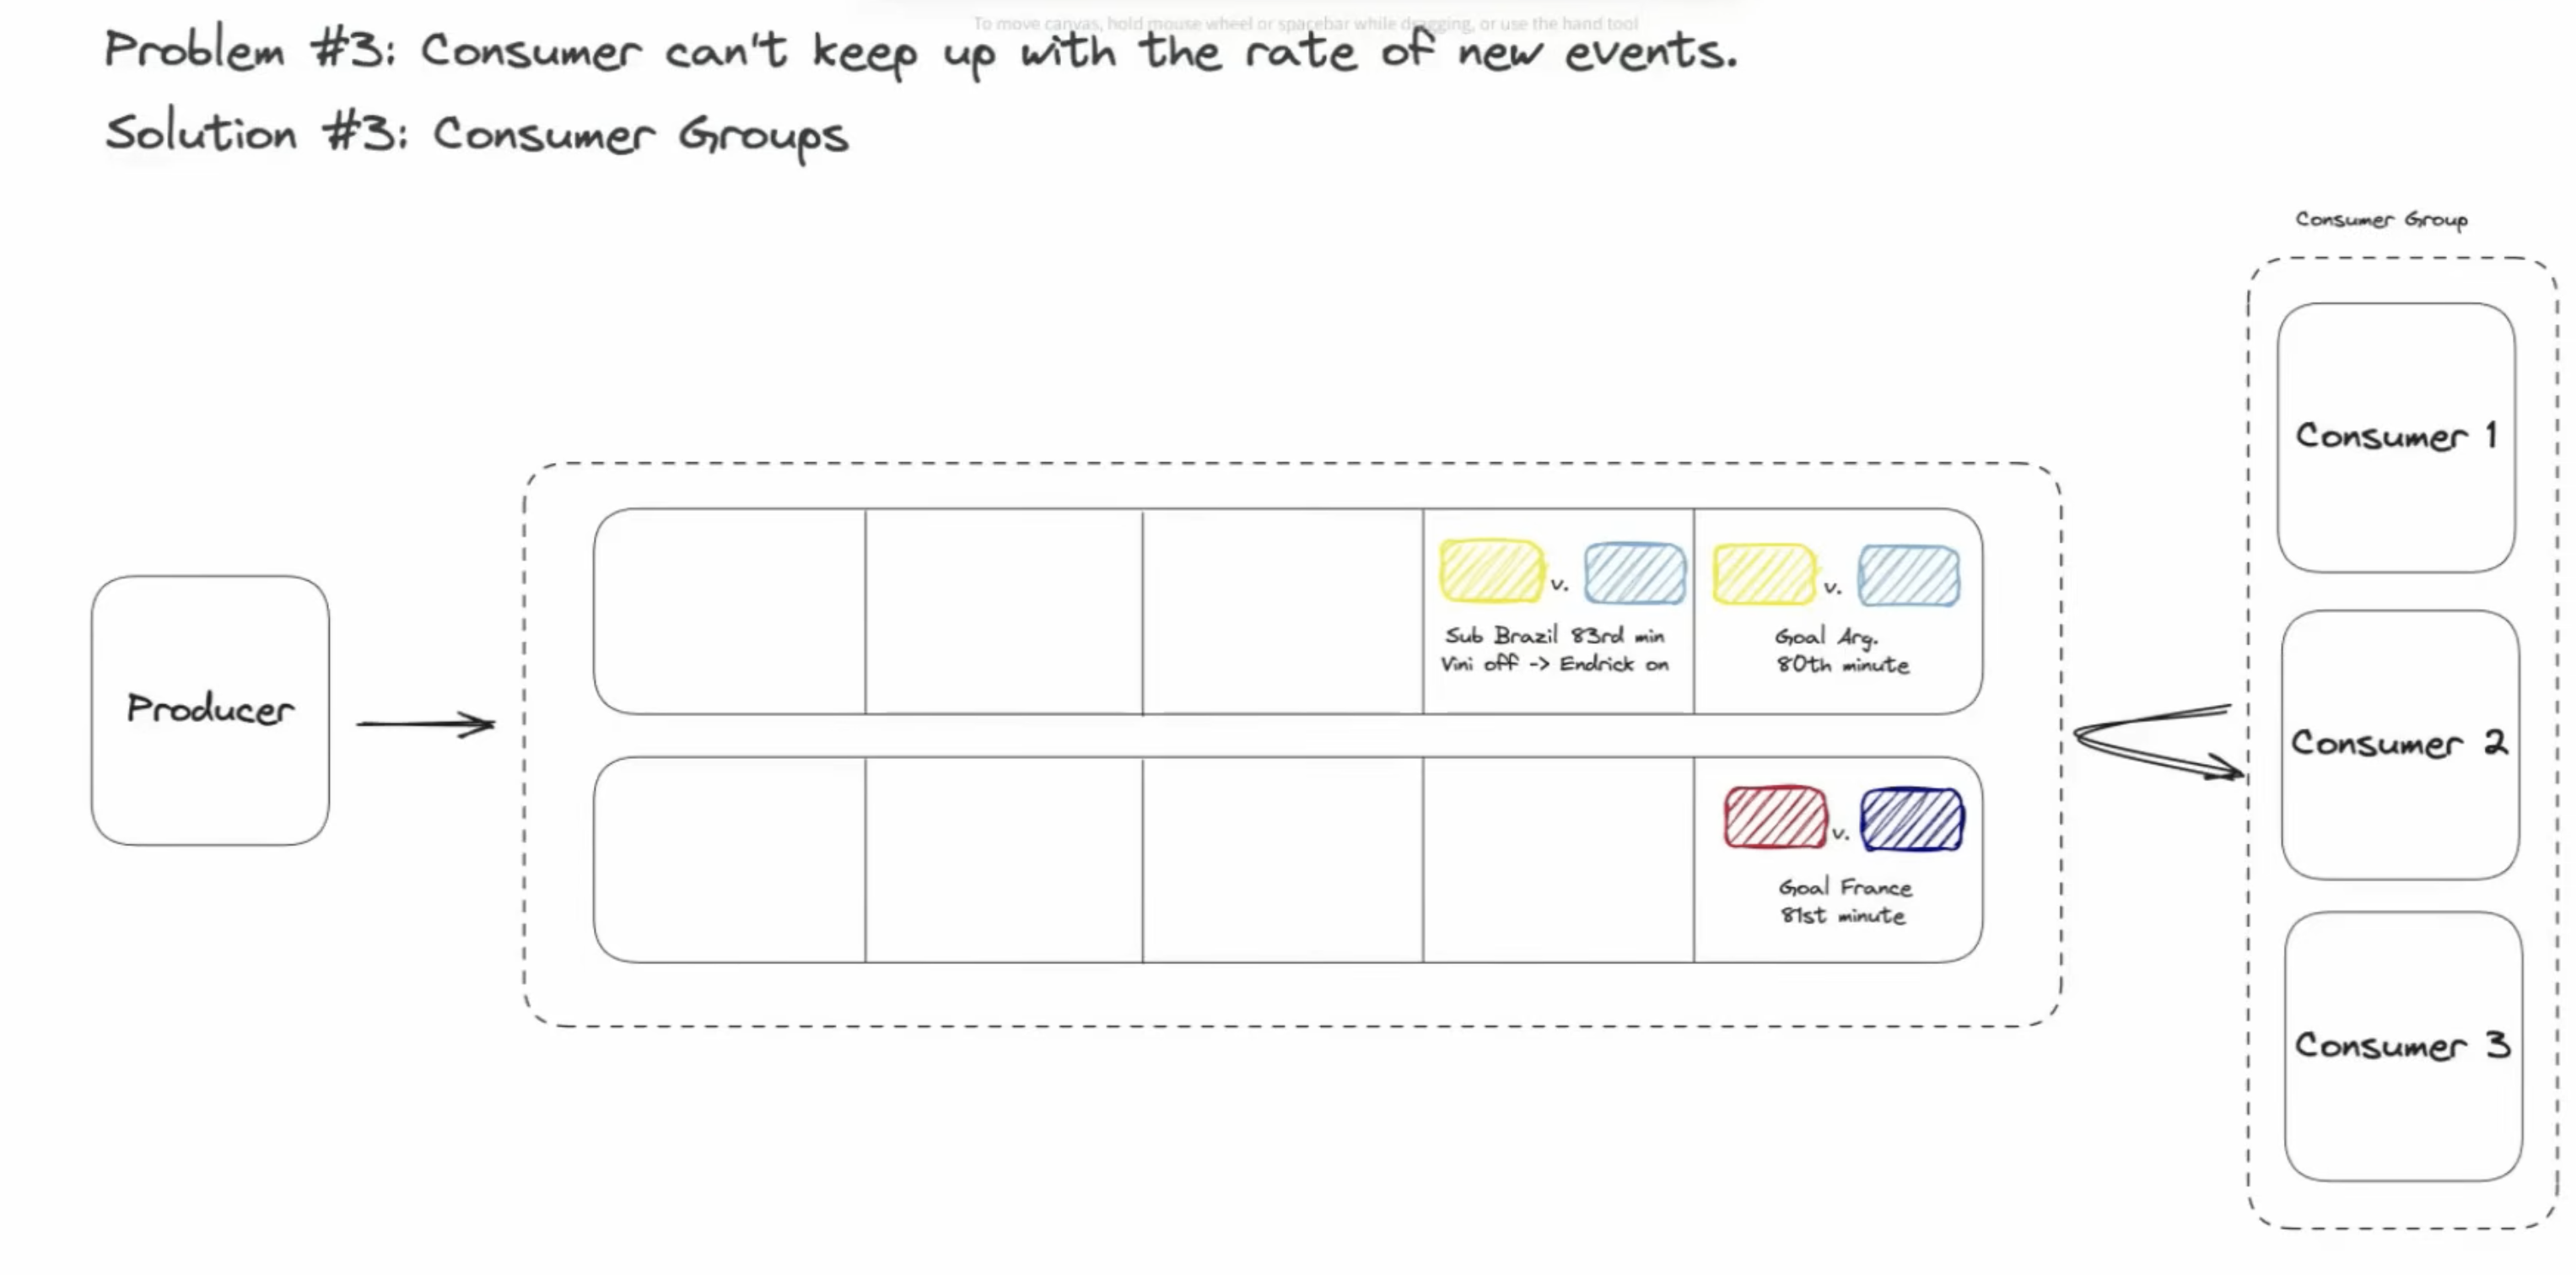 To move canvas, hold mouse wheel or spacebar while dragging, or use the hand tool
Problem #3: Consumer can't keep up with the rate of new events.
Solution #3: Consumer Groups
Consumer Group
Consumer 1
v.
v.
Sub Brazil 83rd min
Vini off -> Endrick on
Goal Arg.
80th minute
Producer
Consumer 2
v.
Goal France
81st minute
Consumer 3